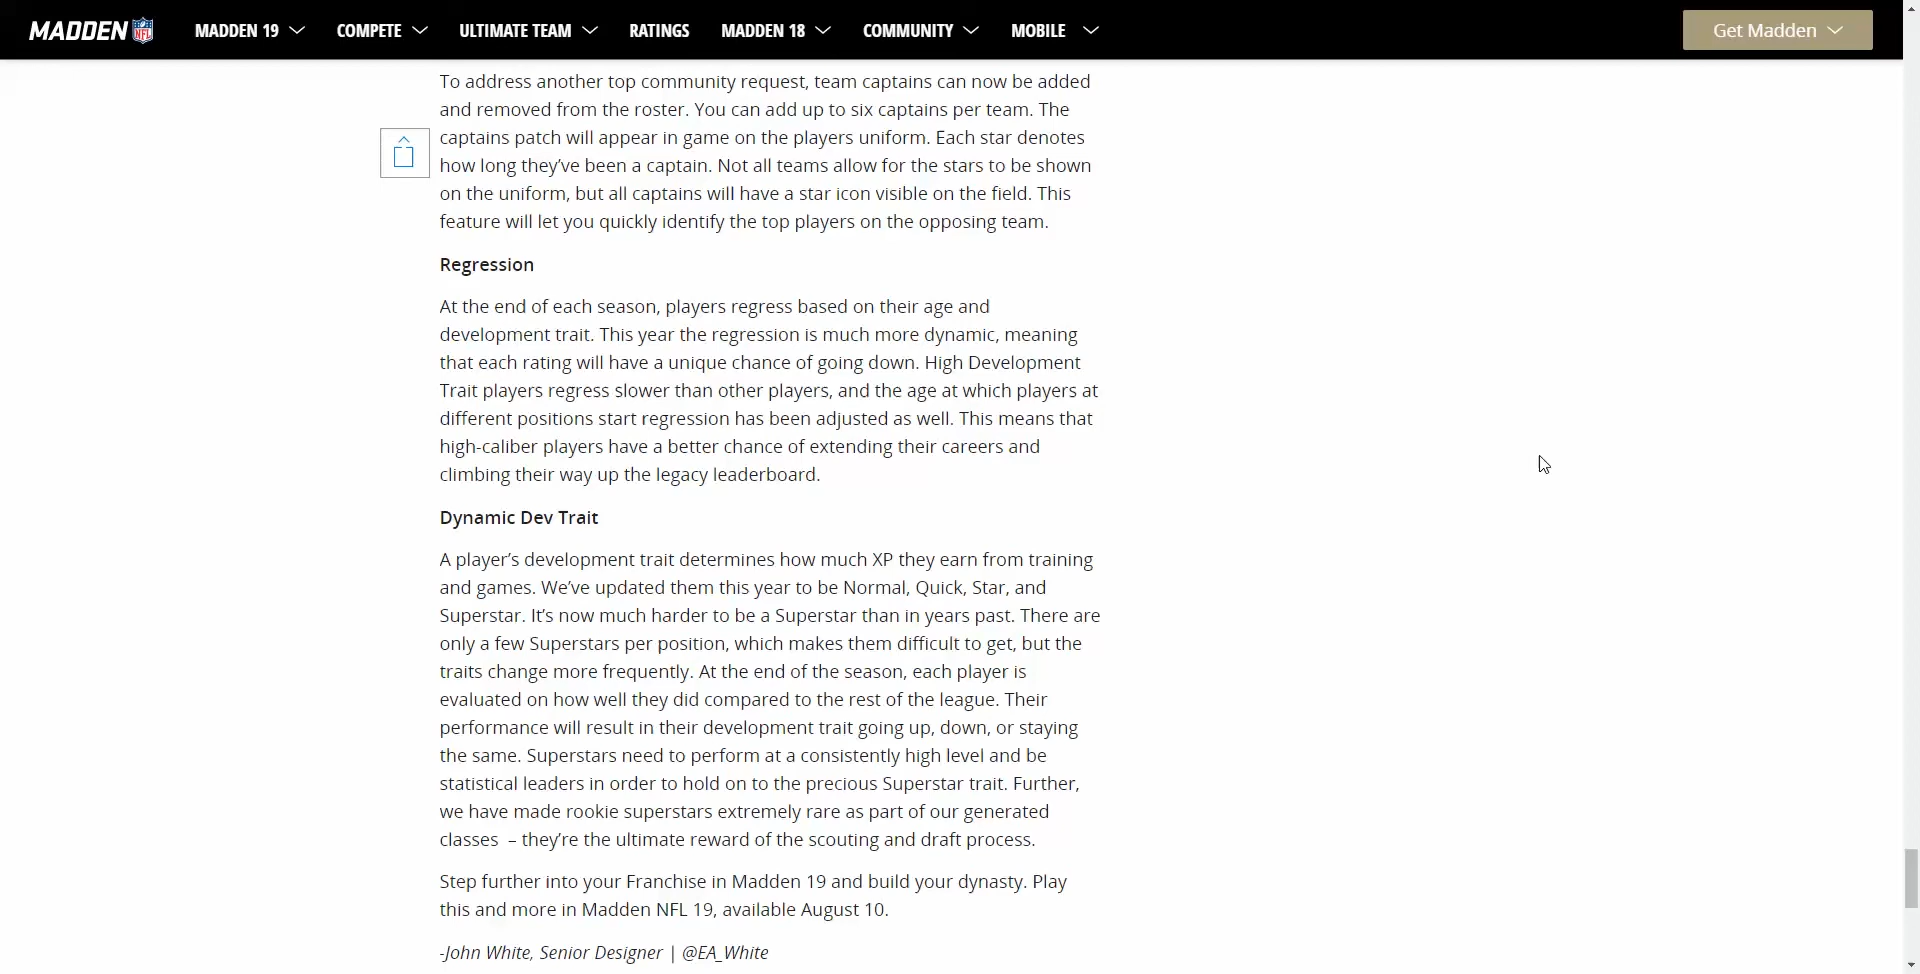 MADDEN NFL MADDEN 19 COMPETE ULTIMATE TEAM RATINGS MADDEN 18 COMMUNITY MOBILE Get Madden
To address another top community request, team captains can now be added
and removed from the roster. You can add up to six captains per team. The
captains patch will appear in game on the players uniform. Each star denotes
how long they’ve been a captain. Not all teams allow for the stars to be shown
on the uniform, but all captains will have a star icon visible on the field. This
feature will let you quickly identify the top players on the opposing team.
Regression
At the end of each season, players regress based on their age and
development trait. This year the regression is much more dynamic, meaning
that each rating will have a unique chance of going down. High Development
Trait players regress slower than other players, and the age at which players at
different positions start regression has been adjusted as well. This means that
high-caliber players have a better chance of extending their careers and
climbing their way up the legacy leaderboard.
Dynamic Dev Trait
A player’s development trait determines how much XP they earn from training
and games. We’ve updated them this year to be Normal, Quick, Star, and
Superstar. It’s now much harder to be a Superstar than in years past. There are
only a few Superstars per position, which makes them difficult to get, but the
traits change more frequently. At the end of the season, each player is
evaluated on how well they did compared to the rest of the league. Their
performance will result in their development trait going up, down, or staying
the same. Superstars need to perform at a consistently high level and be
statistical leaders in order to hold on to the precious Superstar trait. Further,
we have made rookie superstars extremely rare as part of our generated
classes – they’re the ultimate reward of the scouting and draft process.
Step further into your Franchise in Madden 19 and build your dynasty. Play
this and more in Madden NFL 19, available August 10.
-John White, Senior Designer | @EA_White